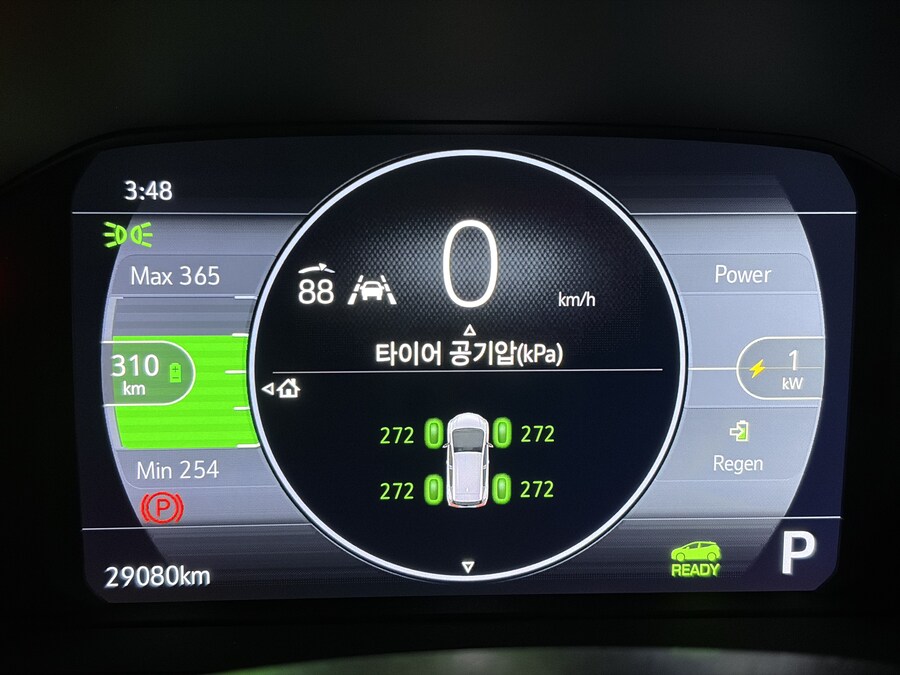 3:48
Max 365
310
km
Min 254
P
29080km
88
0
km/h
타이어 공기압(kPa)
272 272
272 272
Power
1
kW
Regen
READY
P